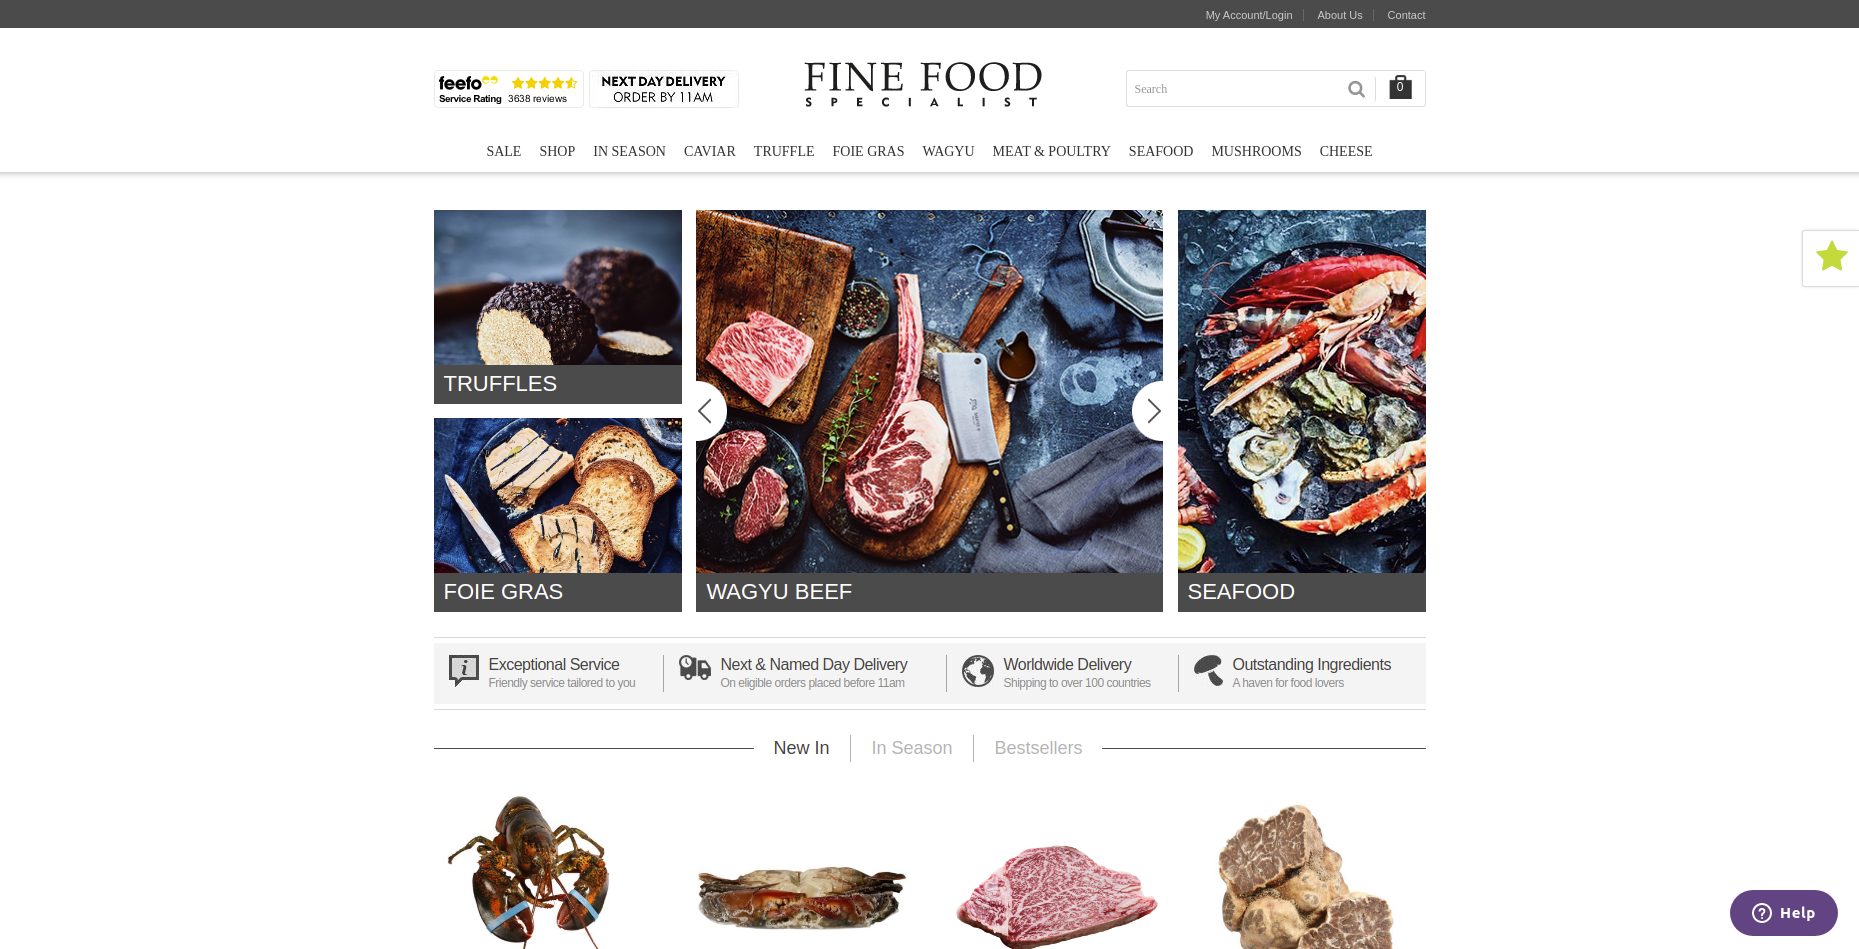 My Account/Login
About Us
Contact
feefo
Service Rating 3638 reviews
NEXT DAY DELIVERY
ORDER BY 11AM
FINE FOOD
SPECIALIST
Search
0
SALE
SHOP
IN SEASON
CAVIAR
TRUFFLE
FOIE GRAS
WAGYU
MEAT & POULTRY
SEAFOOD
MUSHROOMS
CHEESE
TRUFFLES
FOIE GRAS
WAGYU BEEF
SEAFOOD
i
Exceptional Service
Friendly service tailored to you
Next & Named Day Delivery
On eligible orders placed before 11am
Worldwide Delivery
Shipping to over 100 countries
Outstanding Ingredients
A haven for food lovers
New In
In Season
Bestsellers
Help